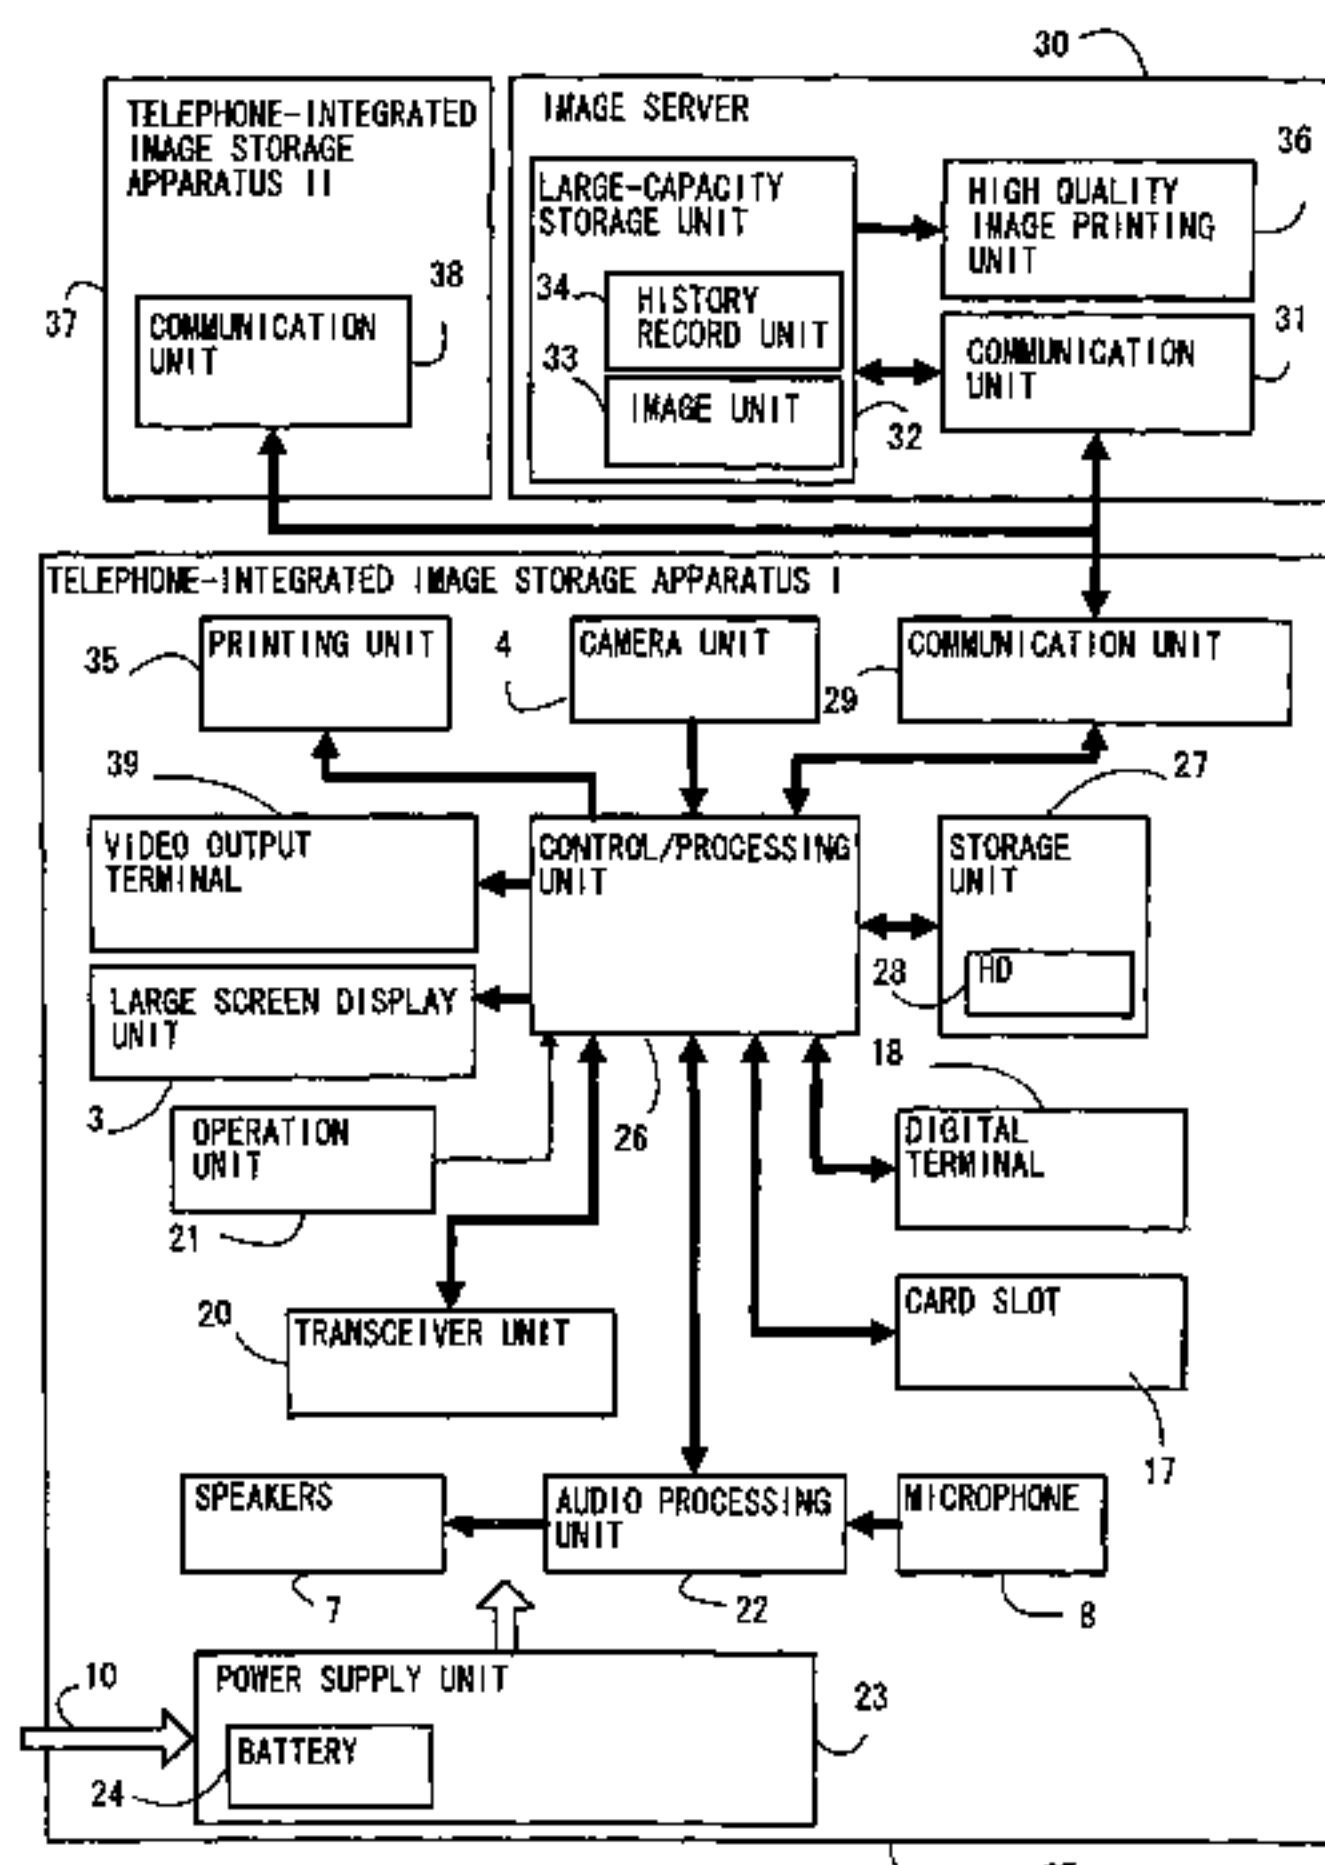 30
TELEPHONE-INTEGRATED
IMAGE STORAGE
APPARATUS II
37
COMMUNICATION
UNIT
38
IMAGE SERVER
LARGE-CAPACITY
STORAGE UNIT
34
HISTORY
RECORD UNIT
33
IMAGE UNIT
32
36
HIGH QUALITY
IMAGE PRINTING
UNIT
31
COMMUNICATION
UNIT
TELEPHONE-INTEGRATED IMAGE STORAGE APPARATUS I
35
PRINTING UNIT
4
CAMERA UNIT
29
COMMUNICATION UNIT
39
VIDEO OUTPUT
TERMINAL
CONTROL/PROCESSING
UNIT
27
STORAGE
UNIT
28
HD
LARGE SCREEN DISPLAY
UNIT
3
26
18
OPERATION
UNIT
21
DIGITAL
TERMINAL
20
TRANSCEIVER UNIT
CARD SLOT
17
SPEAKERS
7
AUDIO PROCESSING
UNIT
22
MICROPHONE
8
10
POWER SUPPLY UNIT
23
BATTERY
24